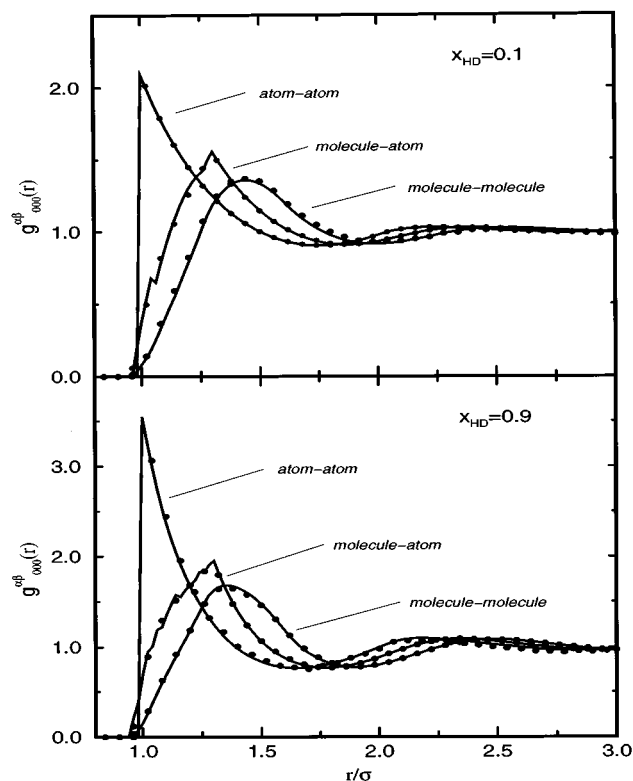 x_HD=0.1
2.0
atom–atom
molecule–atom
molecule–molecule
g^αβ_000(r)
1.0
0.0
x_HD=0.9
3.0
atom–atom
molecule–atom
2.0
molecule–molecule
g^αβ_000(r)
1.0
0.0
1.0 1.5 2.0 2.5 3.0
r/σ